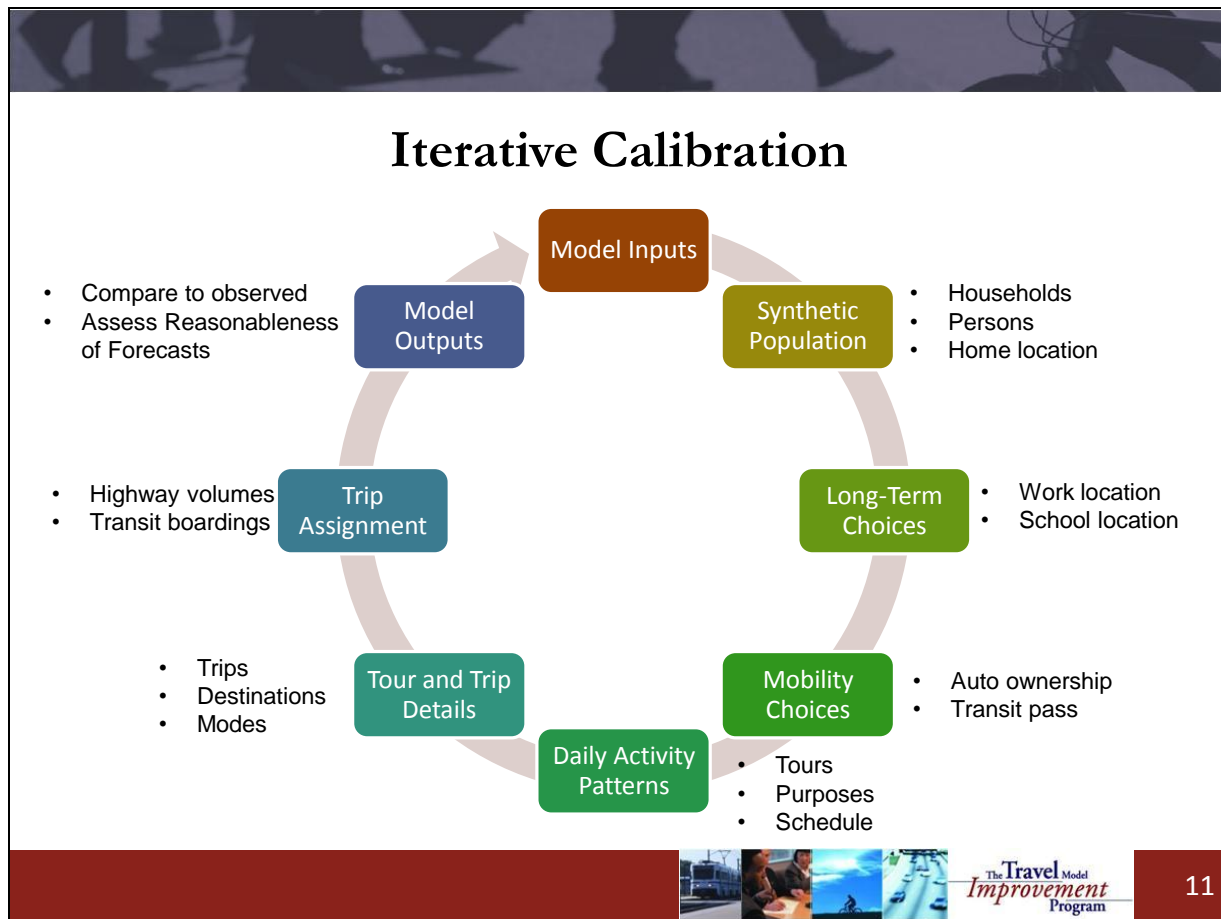 Iterative Calibration
Model Inputs
Synthetic
Population
• Households
• Persons
• Home location
Long-Term
Choices
• Work location
• School location
Mobility
Choices
• Auto ownership
• Transit pass
Daily Activity
Patterns
• Tours
• Purposes
• Schedule
Tour and Trip
Details
• Trips
• Destinations
• Modes
Trip
Assignment
• Highway volumes
• Transit boardings
Model
Outputs
• Compare to observed
• Assess Reasonableness
of Forecasts
The Travel Model
Improvement
Program
11